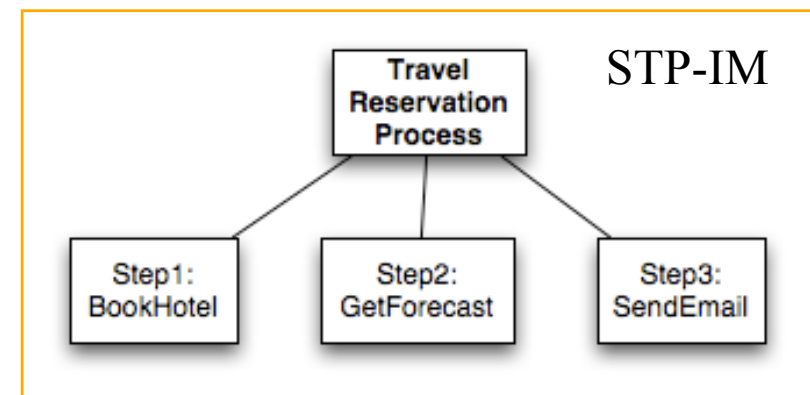 STP-IM
Travel
Reservation
Process
Step1:
BookHotel
Step2:
GetForecast
Step3:
SendEmail